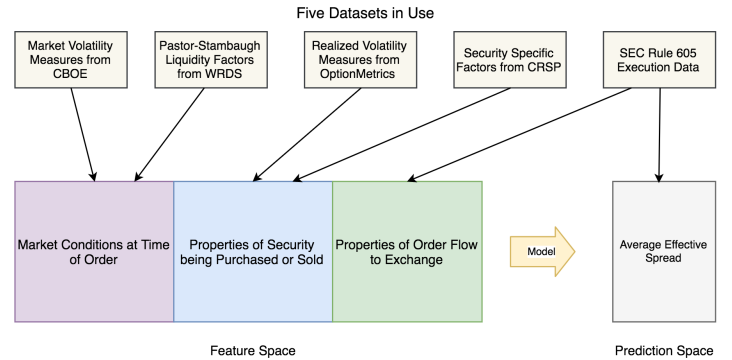 Five Datasets in Use
Market Volatility
Measures from
CBOE
Pastor-Stambaugh
Liquidity Factors
from WRDS
Realized Volatility
Measures from
OptionMetrics
Security Specific
Factors from CRSP
SEC Rule 605
Execution Data
Market Conditions at Time
of Order
Properties of Security
being Purchased or Sold
Properties of Order Flow
to Exchange
Model
Average Effective
Spread
Feature Space
Prediction Space